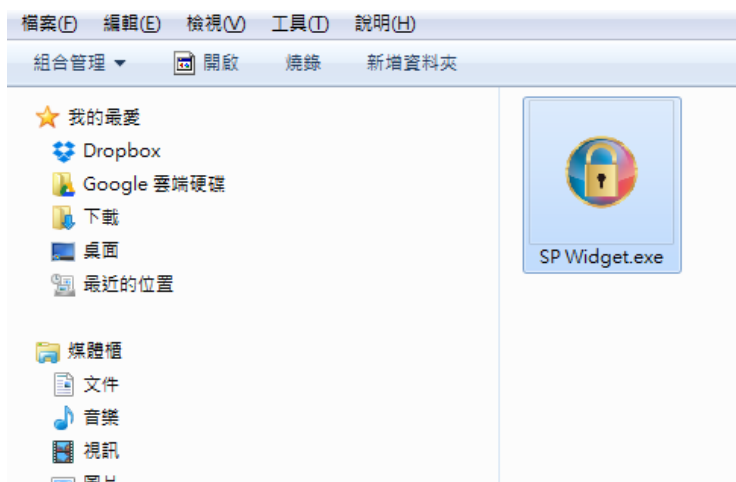 檔案(F) 編輯(E) 檢視(V) 工具(T) 說明(H)
組合管理 開啟 燒錄 新增資料夾
我的最愛
Dropbox
Google 雲端硬碟
下載
桌面
最近的位置
媒體櫃
文件
音樂
視訊
圖片
SP Widget.exe